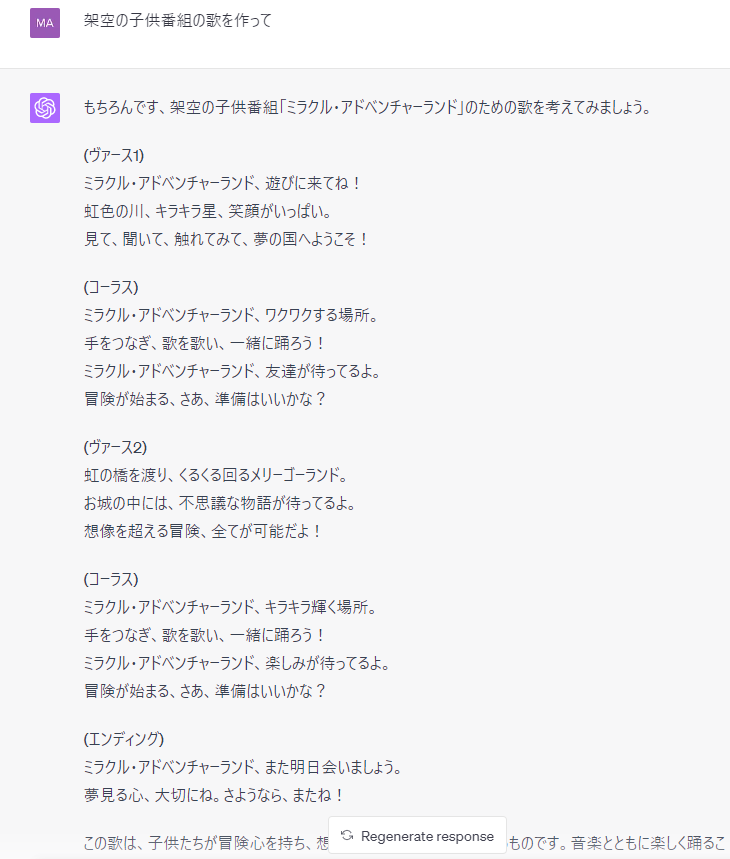 MA
架空の子供番組の歌を作って
もちろんです、架空の子供番組「ミラクル・アドベンチャーランド」のための歌を考えてみましょう。
(ヴァース1)
ミラクル・アドベンチャーランド、遊びに来てね！
虹色の川、キラキラ星、笑顔がいっぱい。
見て、聞いて、触れてみて、夢の国へようこそ！
(コーラス)
ミラクル・アドベンチャーランド、ワクワクする場所。
手をつなぎ、歌を歌い、一緒に踊ろう！
ミラクル・アドベンチャーランド、友達が待ってるよ。
冒険が始まる、さあ、準備はいいかな？
(ヴァース2)
虹の橋を渡り、くるくる回るメリーゴーランド。
お城の中には、不思議な物語が待ってるよ。
想像を超える冒険、全てが可能だよ！
(コーラス)
ミラクル・アドベンチャーランド、キラキラ輝く場所。
手をつなぎ、歌を歌い、一緒に踊ろう！
ミラクル・アドベンチャーランド、楽しみが待ってるよ。
冒険が始まる、さあ、準備はいいかな？
(エンディング)
ミラクル・アドベンチャーランド、また明日会いましょう。
夢見る心、大切にね。さようなら、またね！
この歌は、子供たちが冒険心を持ち、想 ものです。音楽とともに楽しく踊るこ
Regenerate response